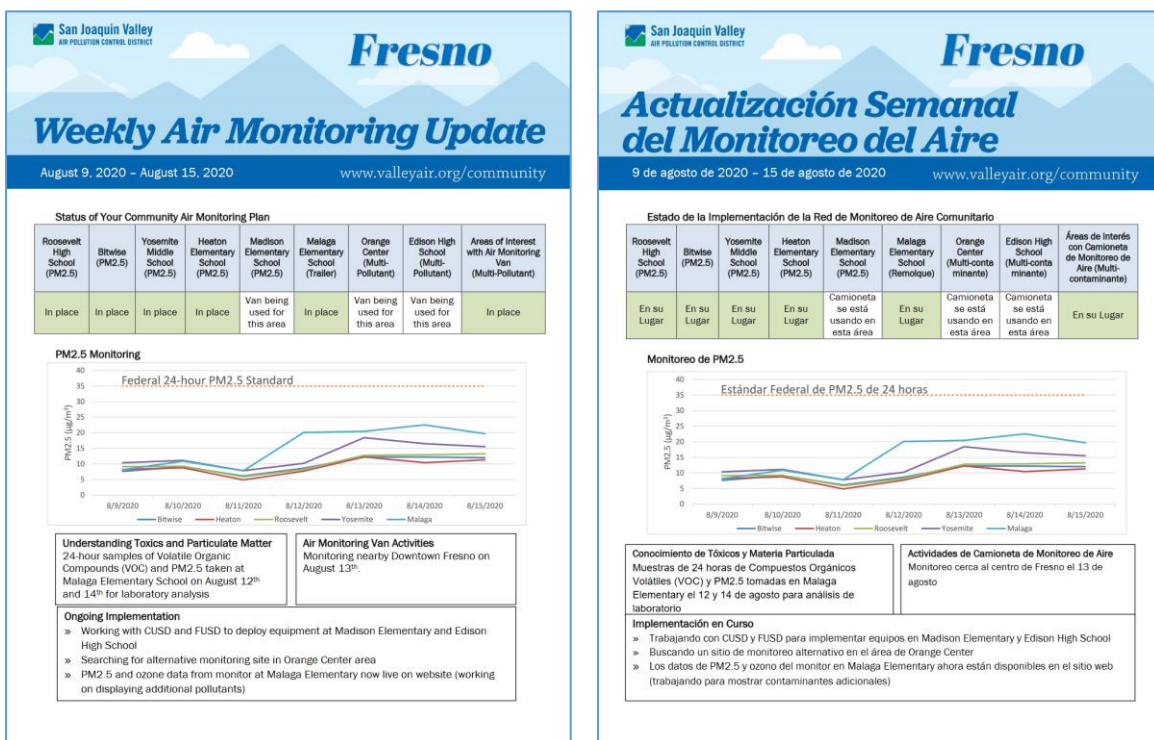 San Joaquin Valley
AIR POLLUTION CONTROL DISTRICT
Fresno
Weekly Air Monitoring Update
August 9, 2020 – August 15, 2020
www.valleyair.org/community
Status of Your Community Air Monitoring Plan
Roosevelt High School (PM2.5)
Bitwise (PM2.5)
Yosemite Middle School (PM2.5)
Heaton Elementary School (PM2.5)
Madison Elementary School (PM2.5)
Malaga Elementary School (Trailer)
Orange Center (Multi-Pollutant)
Edison High School (Multi-Pollutant)
Areas of Interest with Air Monitoring Van (Multi-Pollutant)
In place
In place
In place
In place
Van being used for this area
In place
Van being used for this area
Van being used for this area
In place
PM2.5 Monitoring
Federal 24-hour PM2.5 Standard
PM2.5 (µg/m³)
40
35
30
25
20
15
10
5
0
8/9/2020 8/10/2020 8/11/2020 8/12/2020 8/13/2020 8/14/2020 8/15/2020
Bitwise Heaton Roosevelt Yosemite Malaga
Understanding Toxics and Particulate Matter
24-hour samples of Volatile Organic
Compounds (VOC) and PM2.5 taken at
Malaga Elementary School on August 12th
and 14th for laboratory analysis
Air Monitoring Van Activities
Monitoring nearby Downtown Fresno on
August 13th.
Ongoing Implementation
» Working with CUSD and FUSD to deploy equipment at Madison Elementary and Edison
High School
» Searching for alternative monitoring site in Orange Center area
» PM2.5 and ozone data from monitor at Malaga Elementary now live on website (working
on displaying additional pollutants)
San Joaquin Valley
AIR POLLUTION CONTROL DISTRICT
Fresno
Actualización Semanal
del Monitoreo del Aire
9 de agosto de 2020 – 15 de agosto de 2020
www.valleyair.org/community
Estado de la Implementación de la Red de Monitoreo de Aire Comunitario
Roosevelt High School (PM2.5)
Bitwise (PM2.5)
Yosemite Middle School (PM2.5)
Heaton Elementary School (PM2.5)
Madison Elementary School (PM2.5)
Malaga Elementary School (Remolque)
Orange Center (Multi-conta minante)
Edison High School (Multi-conta minante)
Áreas de Interés con Camioneta de Monitoreo de Aire (Multi-contaminante)
En su Lugar
En su Lugar
En su Lugar
En su Lugar
Camioneta se está usando en esta área
En su Lugar
Camioneta se está usando en esta área
Camioneta se está usando en esta área
En su Lugar
Monitoreo de PM2.5
Estándar Federal de PM2.5 de 24 horas
PM2.5 (µg/m³)
40
35
30
25
20
15
10
5
0
8/9/2020 8/10/2020 8/11/2020 8/12/2020 8/13/2020 8/14/2020 8/15/2020
Bitwise Heaton Roosevelt Yosemite Malaga
Conocimiento de Tóxicos y Materia Particulada
Muestras de 24 horas de Compuestos Orgánicos
Volátiles (VOC) y PM2.5 tomadas en Malaga
Elementary el 12 y 14 de agosto para análisis de
laboratorio
Actividades de Camioneta de Monitoreo de Aire
Monitoreo cerca al centro de Fresno el 13 de
agosto
Implementación en Curso
» Trabajando con CUSD y FUSD para implementar equipos en Madison Elementary y Edison High School
» Buscando un sitio de monitoreo alternativo en el área de Orange Center
» Los datos de PM2.5 y ozono del monitor en Malaga Elementary ahora están disponibles en el sitio web
(trabajando para mostrar contaminantes adicionales)